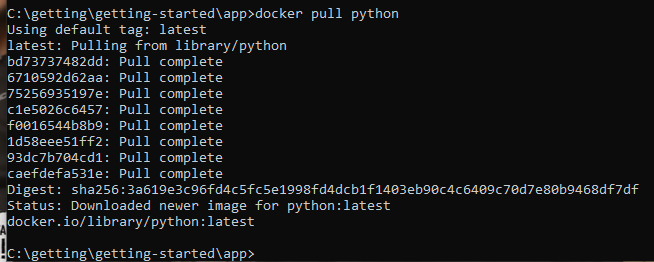 C:\getting\getting-started\app>docker pull python
Using default tag: latest
latest: Pulling from library/python
bd73737482dd: Pull complete
6710592d62aa: Pull complete
75256935197e: Pull complete
c1e5026c6457: Pull complete
f0016544b8b9: Pull complete
1d58eee51ff2: Pull complete
93dc7b704cd1: Pull complete
caefdefa531e: Pull complete
Digest: sha256:3a619e3c96fd4c5fc5e1998fd4dcb1f1403eb90c4c6409c70d7e80b9468df7df
Status: Downloaded newer image for python:latest
docker.io/library/python:latest
C:\getting\getting-started\app>